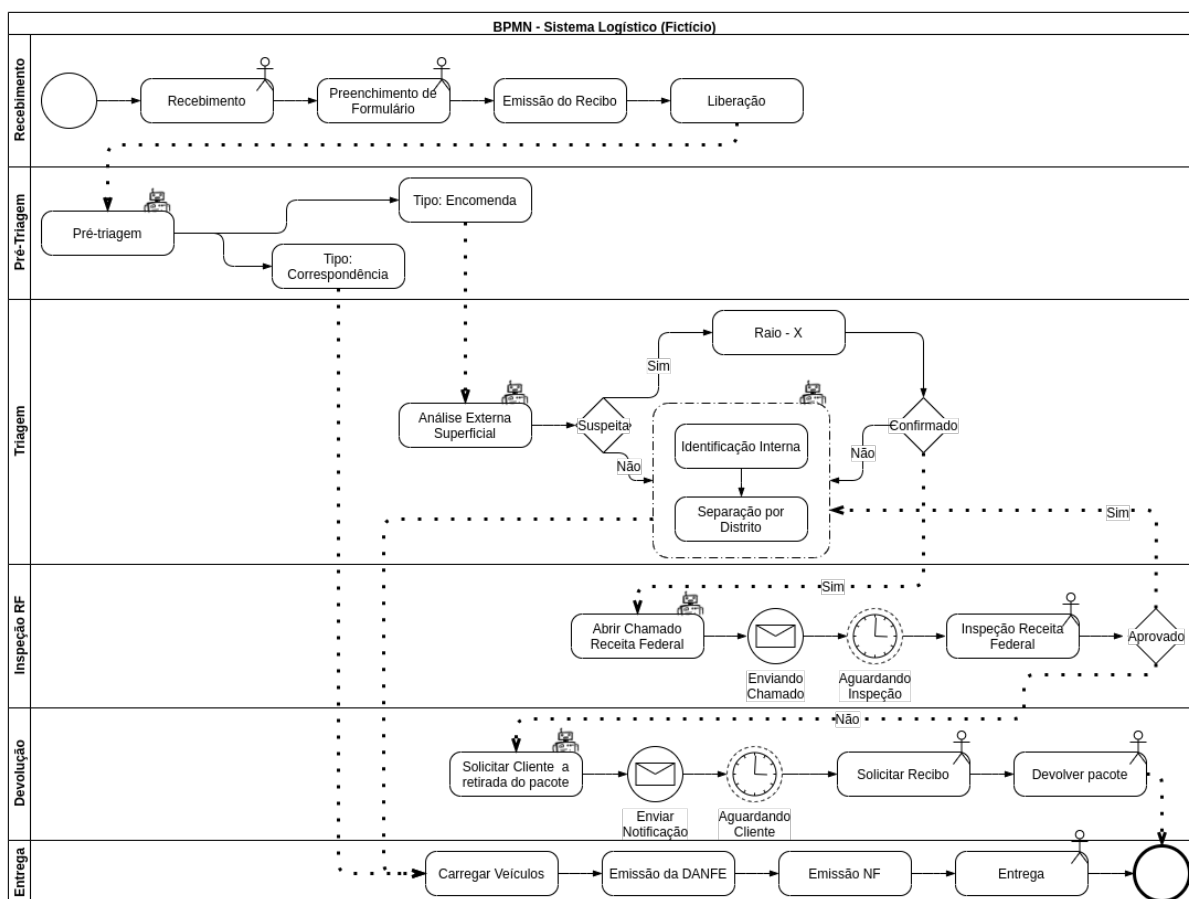 BPMN - Sistema Logístico (Fictício)
Recebimento
Recebimento
Preenchimento de
Formulário
Emissão do Recibo
Liberação
Pré-Triagem
Pré-triagem
Tipo: Encomenda
Tipo:
Correspondência
Triagem
Raio - X
Sim
Análise Externa
Superficial
Suspeita
Não
Identificação Interna
Separação por
Distrito
Confirmado
Não
Sim
Sim
Inspeção RF
Abrir Chamado
Receita Federal
Enviando
Chamado
Aguardando
Inspeção
Inspeção Receita
Federal
Aprovado
Não
Devolução
Solicitar Cliente a
retirada do pacote
Enviar
Notificação
Aguardando
Cliente
Solicitar Recibo
Devolver pacote
Entrega
Carregar Veículos
Emissão da DANFE
Emissão NF
Entrega